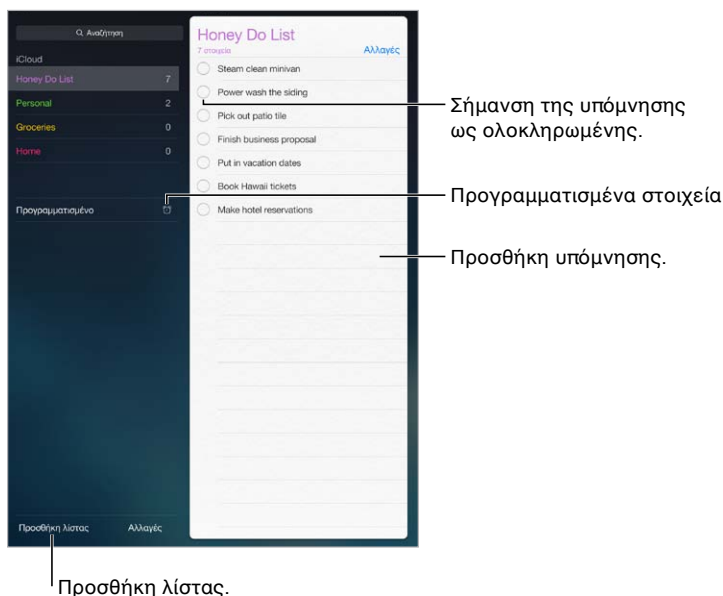 Αναζήτηση
iCloud
Honey Do List 7
Personal 2
Groceries 0
Home 0
Προγραμματισμένο
Προσθήκη λίστας Αλλαγές
Honey Do List
7 στοιχεία Αλλαγές
Steam clean minivan
Power wash the siding
Pick out patio tile
Finish business proposal
Put in vacation dates
Book Hawaii tickets
Make hotel reservations
Σήμανση της υπόμνησης
ως ολοκληρωμένης.
Προγραμματισμένα στοιχεία
Προσθήκη υπόμνησης.
Προσθήκη λίστας.